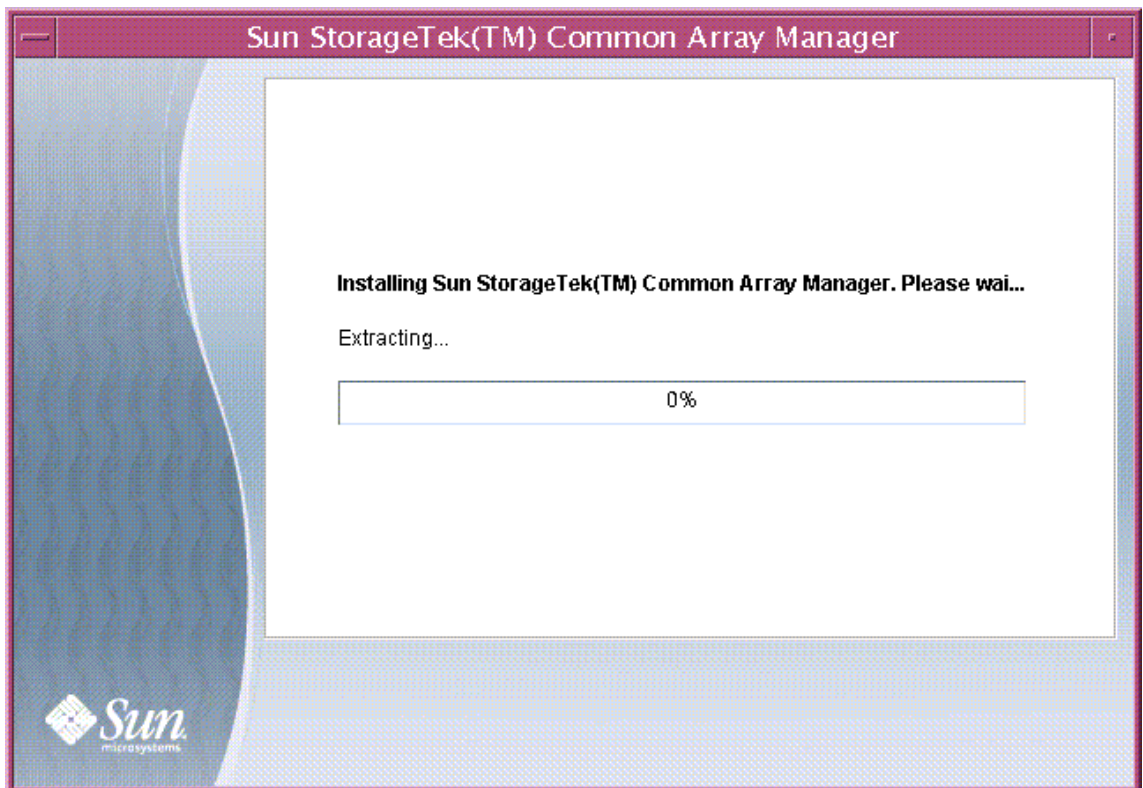 Sun StorageTek(TM) Common Array Manager
Installing Sun StorageTek(TM) Common Array Manager. Please wai...
Extracting...
0%
Sun
microsystems